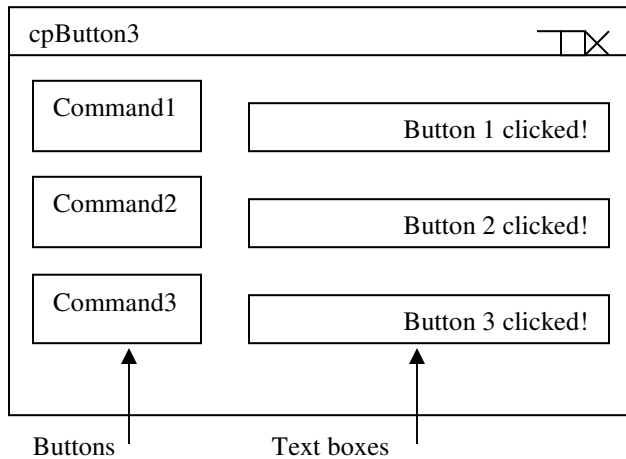 cpButton3
Command1
Button 1 clicked!
Command2
Button 2 clicked!
Command3
Button 3 clicked!
Buttons
Text boxes